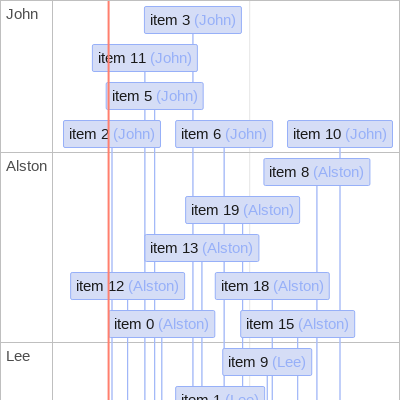 John
item 3 (John)
item 11 (John)
item 5 (John)
item 2 (John)
item 6 (John)
item 10 (John)
Alston
item 8 (Alston)
item 19 (Alston)
item 13 (Alston)
item 12 (Alston)
item 18 (Alston)
item 0 (Alston)
item 15 (Alston)
Lee
item 9 (Lee)
item 1 (Lee)